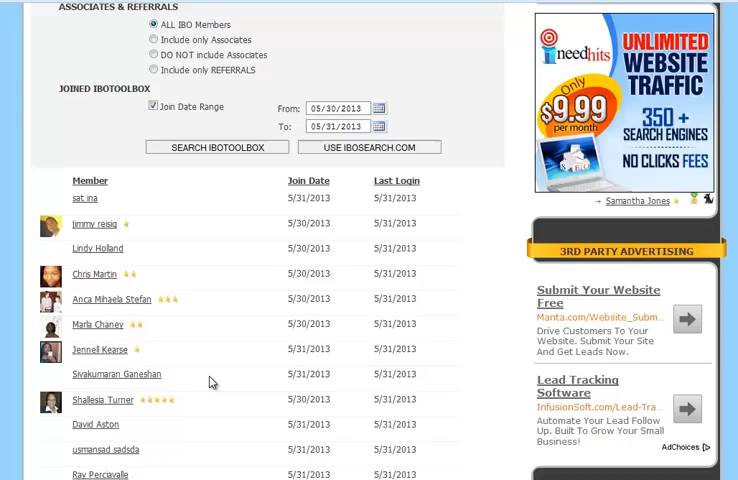 ASSOCIATES & REFERRALS
ALL IBO Members
Include only Associates
DO NOT include Associates
Include only REFERRALS
JOINED IBOTOOLBOX
Join Date Range
From: 05/30/2013
To: 05/31/2013
SEARCH IBOTOOLBOX
USE IBOSEARCH.COM
Member Join Date Last Login
sat ina 5/31/2013 5/31/2013
jimmy reisig 5/30/2013 5/31/2013
Lindy Holland 5/30/2013 5/31/2013
Chris Martin 5/30/2013 5/31/2013
Anca Mihaela Stefan 5/30/2013 5/31/2013
Marla Chaney 5/30/2013 5/31/2013
Jennell Kearse 5/31/2013 5/31/2013
Sivakumaran Ganeshan 5/31/2013 5/31/2013
Shallesia Turner 5/30/2013 5/31/2013
David Aston 5/31/2013 5/31/2013
usmansad sadsda 5/31/2013 5/31/2013
Ray Perciavalle 5/31/2013 5/31/2013
ineedhits
UNLIMITED
WEBSITE
TRAFFIC
Only
$9.99
per month
350+
SEARCH ENGINES
NO CLICKS FEES
→ Samantha Jones
3RD PARTY ADVERTISING
Submit Your Website
Free
Manta.com/Website_Subm...
Drive Customers To Your
Website. Submit Your Site
And Get Leads Now.
Lead Tracking
Software
InfusionSoft.com/Lead-Tra...
Automate Your Lead Follow
Up. Built To Grow Your Small
Business!
AdChoices